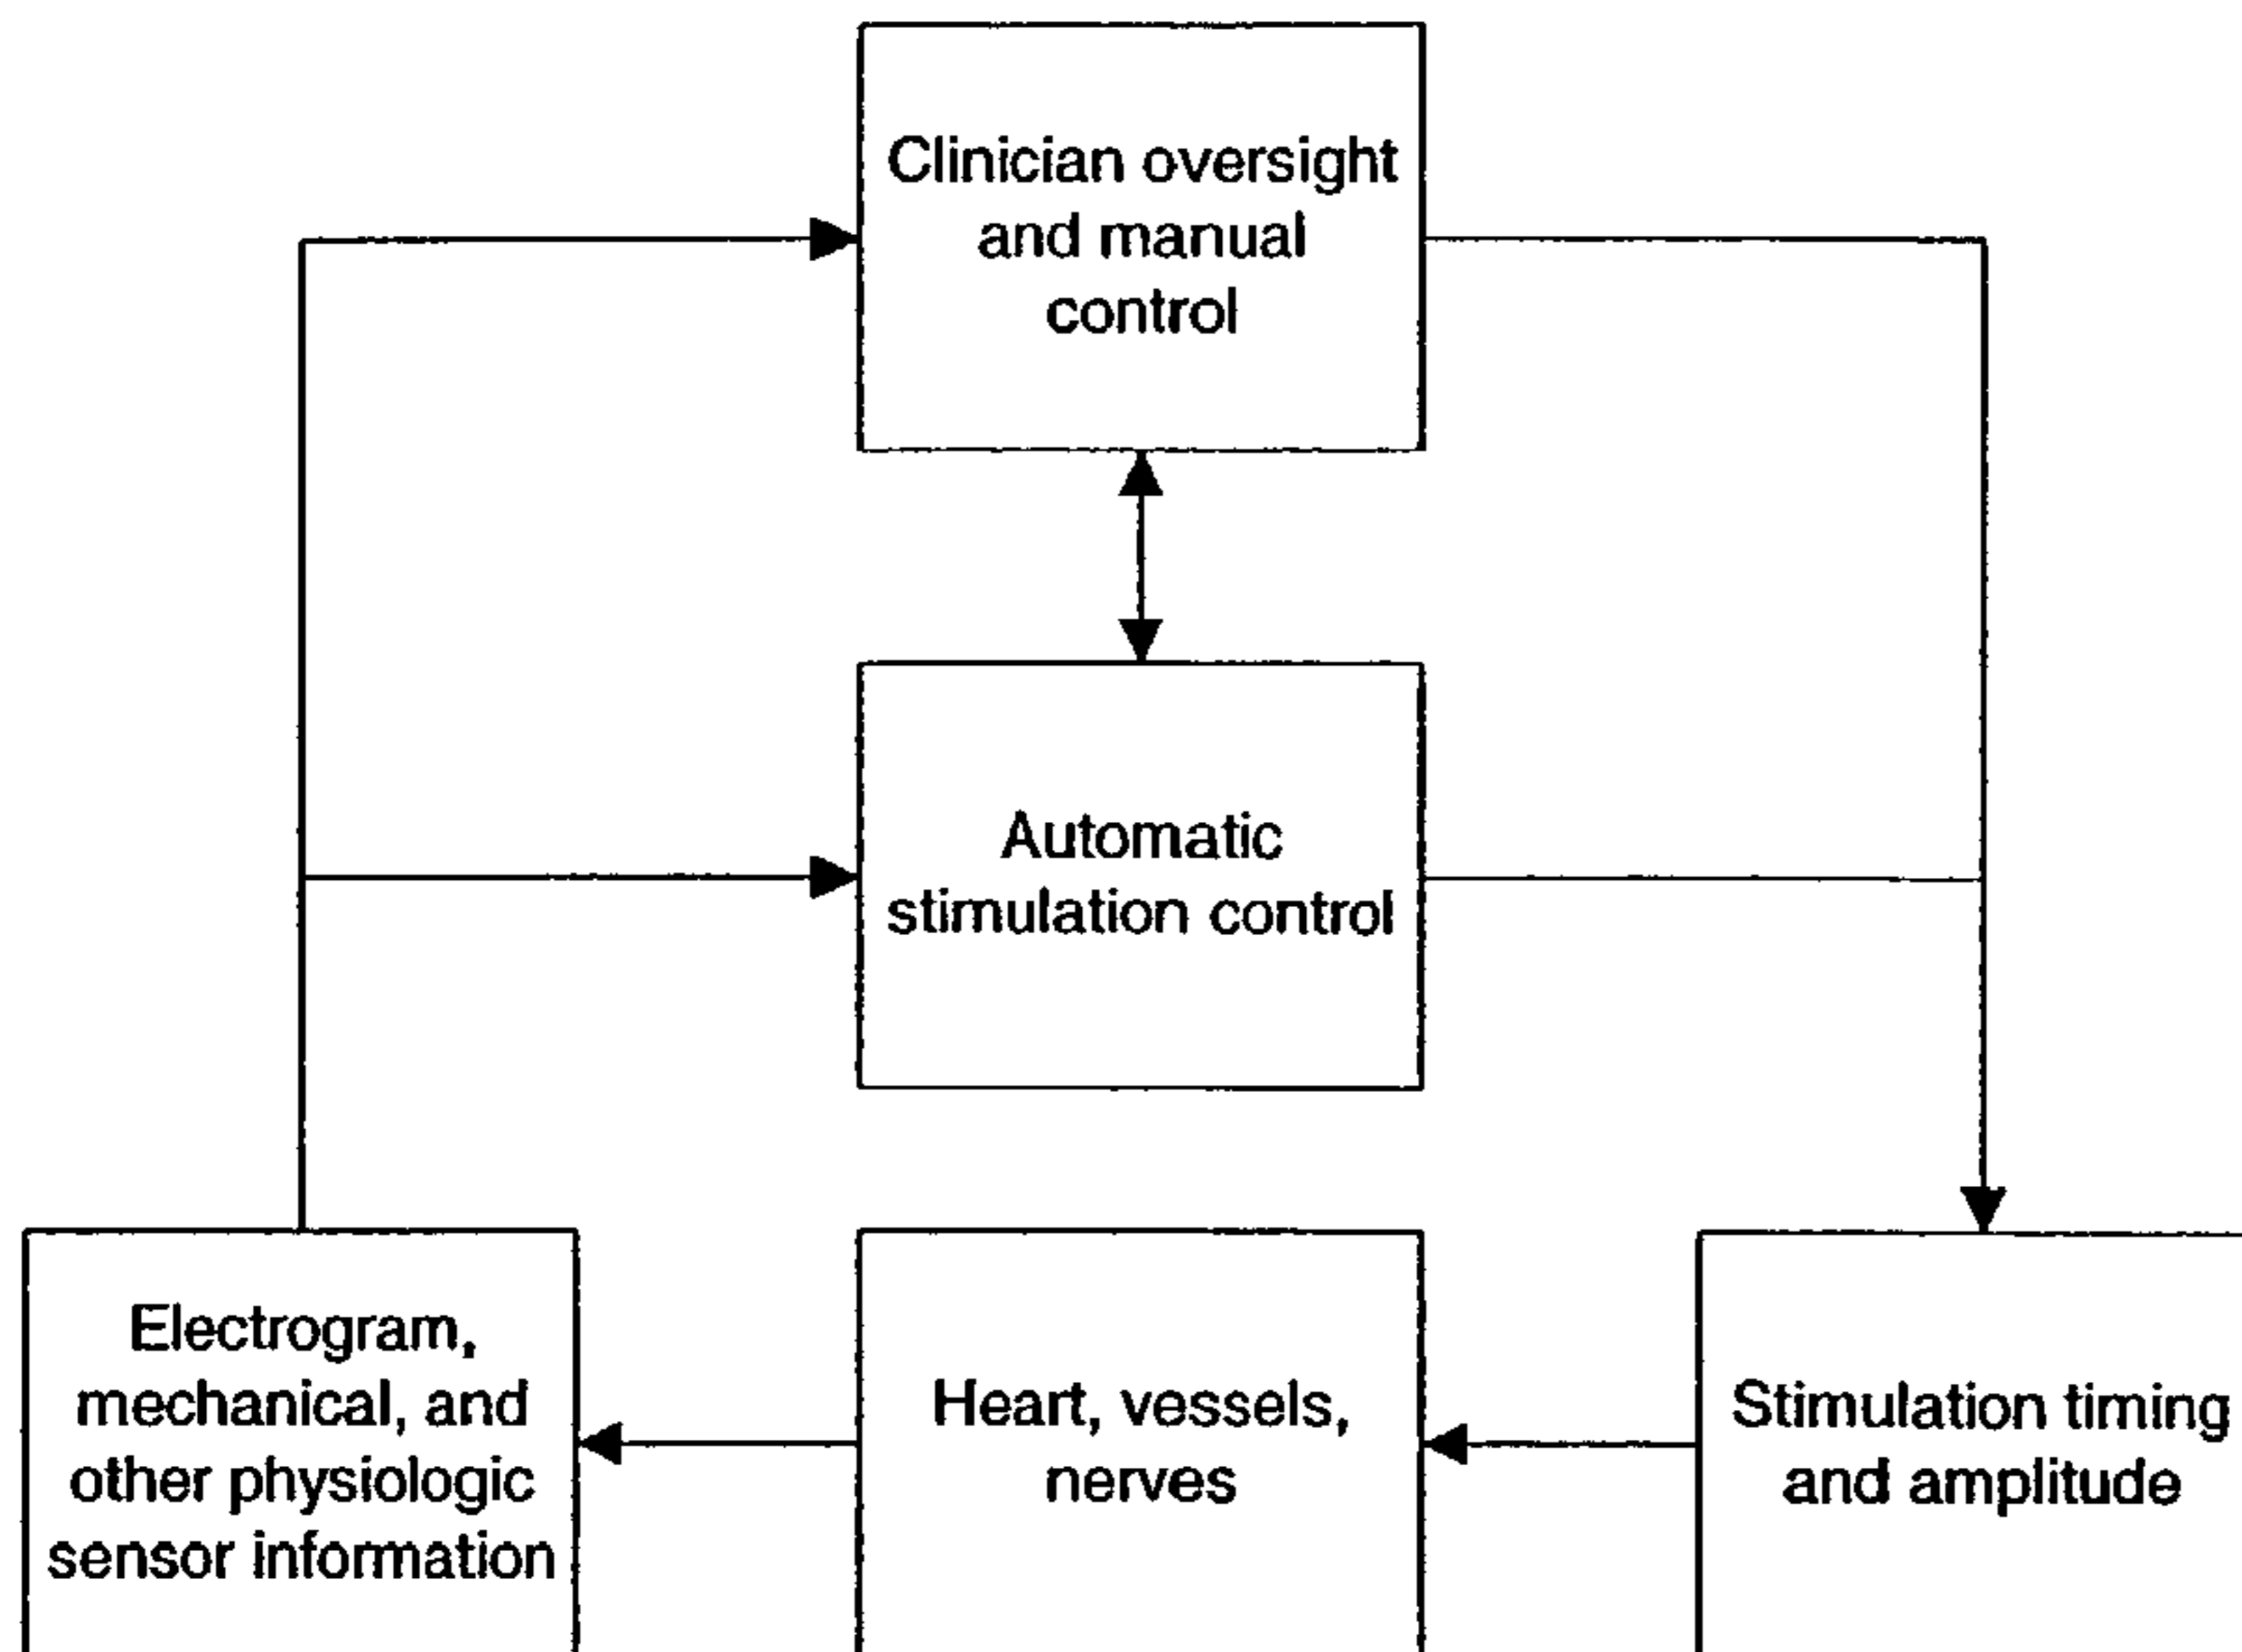 Clinician oversight
and manual
control
Automatic
stimulation control
Electrogram,
mechanical, and
other physiologic
sensor information
Heart, vessels,
nerves
Stimulation timing
and amplitude